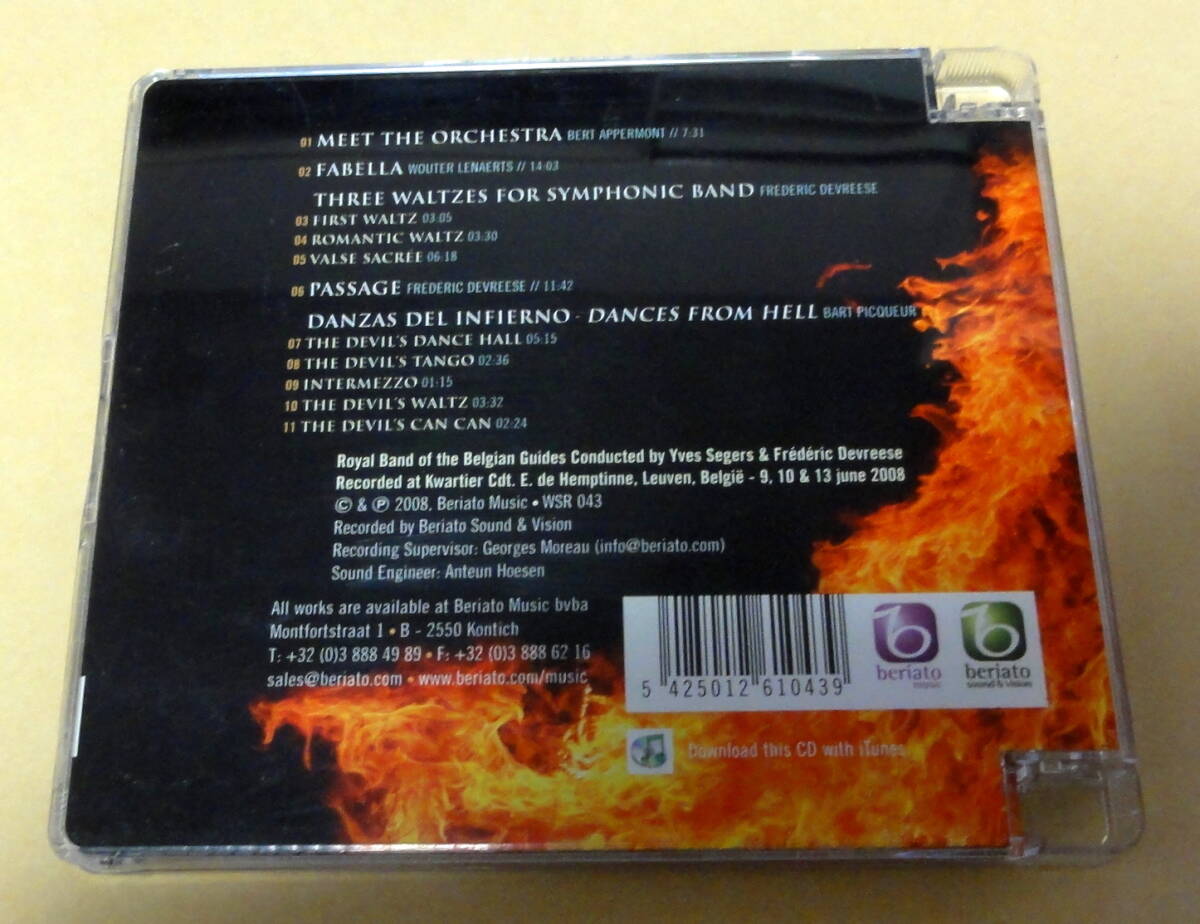 01 MEET THE ORCHESTRA BERT APPERMONT // 7:31
02 FABELLA WOUTER LENAERTS // 14:03
THREE WALTZES FOR SYMPHONIC BAND FREDERIC DEVREESE
03 FIRST WALTZ 03:05
04 ROMANTIC WALTZ 03:30
05 VALSE SACRÉE 06:18
06 PASSAGE FREDERIC DEVREESE // 11:42
DANZAS DEL INFIERNO - DANCES FROM HELL BART PICQUEUR
07 THE DEVIL'S DANCE HALL 05:15
08 THE DEVIL'S TANGO 02:36
09 INTERMEZZO 01:15
10 THE DEVIL'S WALTZ 03:32
11 THE DEVIL'S CAN CAN 02:24
Royal Band of the Belgian Guides Conducted by Yves Segers & Frédéric Devreese
Recorded at Kwartier Cdt. E. de Hemptinne, Leuven, België - 9, 10 & 13 june 2008
© & ℗ 2008, Beriato Music • WSR 043
Recorded by Beriato Sound & Vision
Recording Supervisor: Georges Moreau (info@beriato.com)
Sound Engineer: Anteun Hoesen
All works are available at Beriato Music bvba
Montfortstraat 1 • B - 2550 Kontich
T: +32 (0)3 888 49 89 • F: +32 (0)3 888 62 16
sales@beriato.com • www.beriato.com/music
5 425012 610439
beriato
music
beriato
sound & vision
Download this CD with iTunes